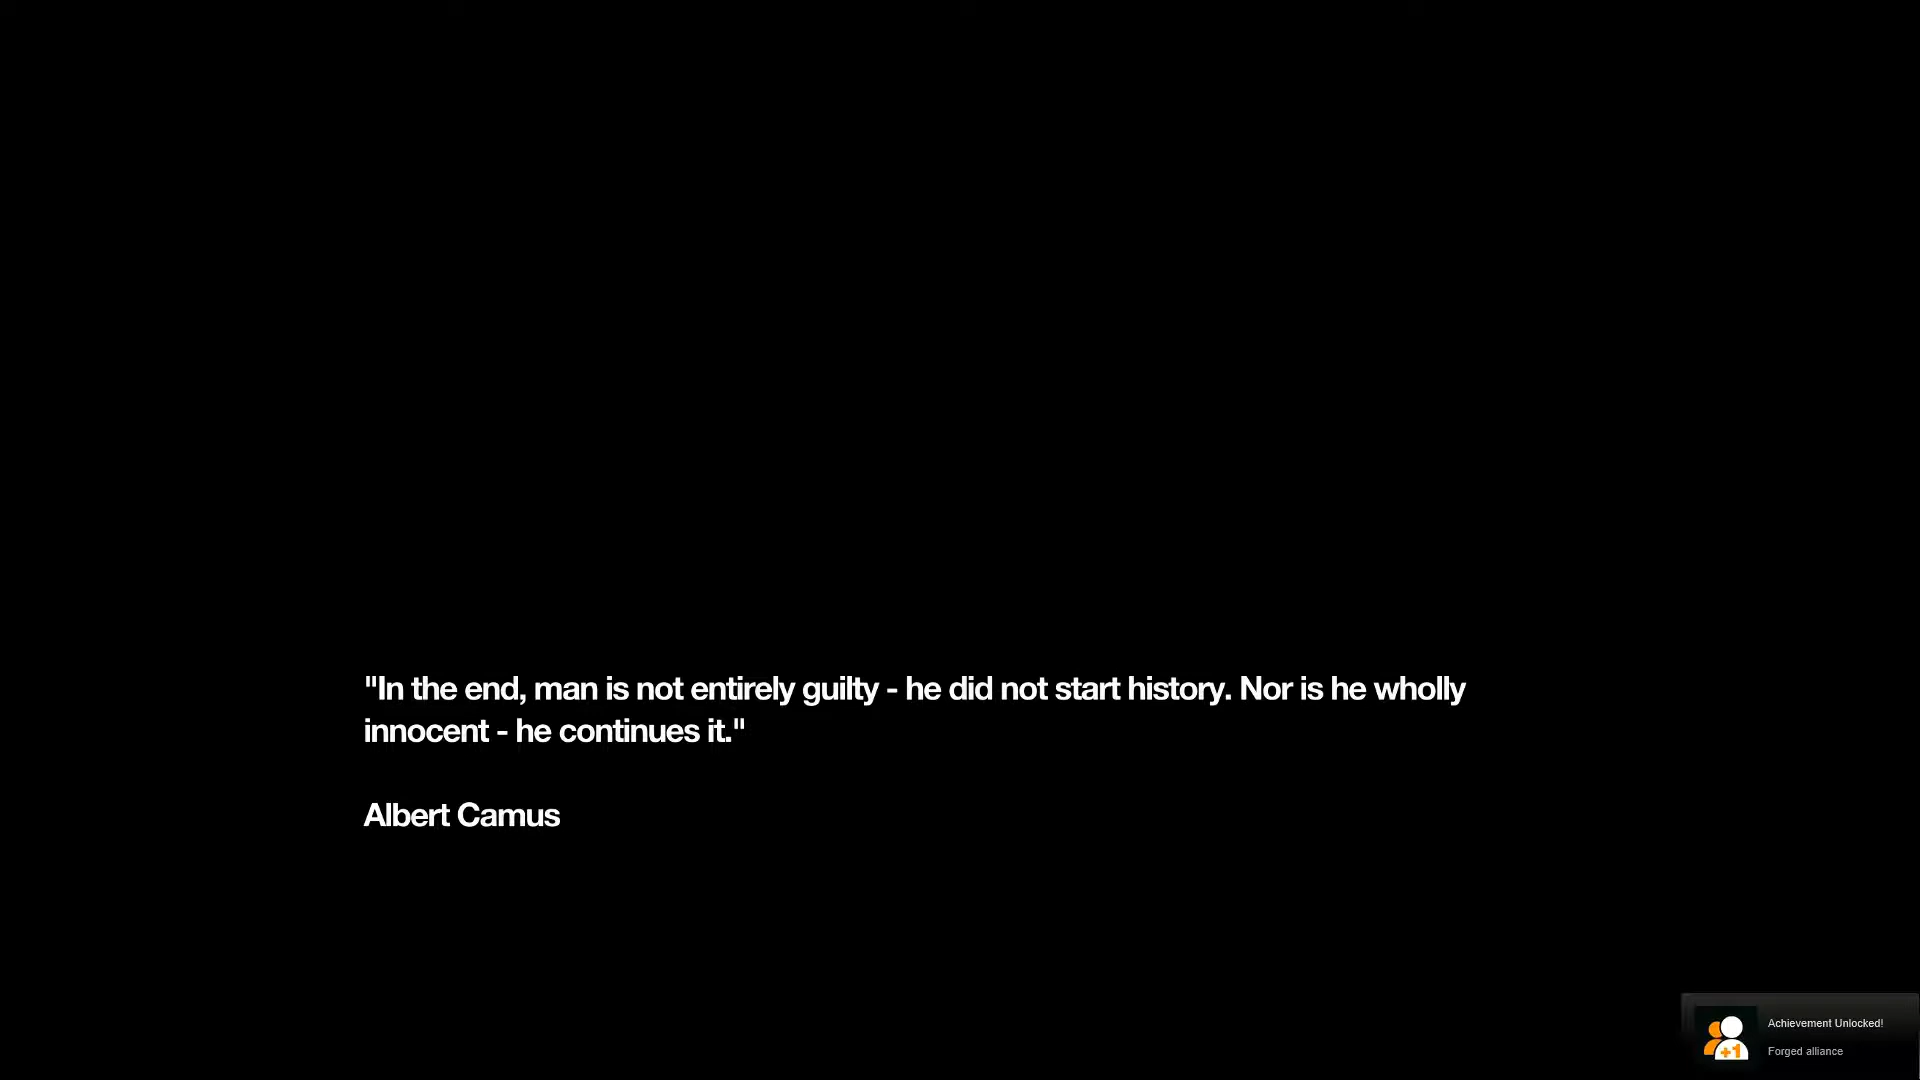 "In the end, man is not entirely guilty - he did not start history. Nor is he wholly
innocent - he continues it."
Albert Camus
+1
Achievement Unlocked!
Forged alliance